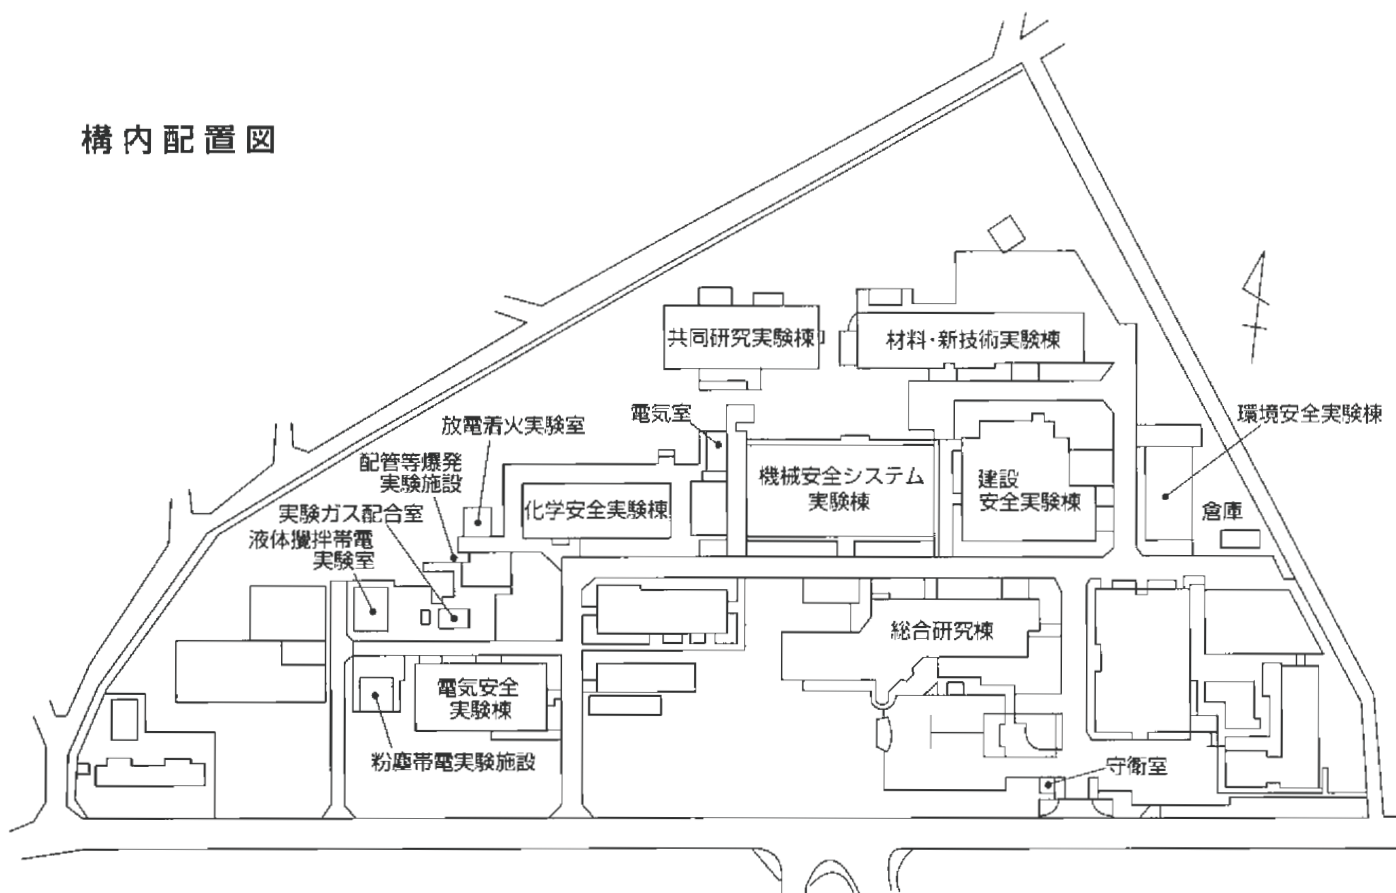 構内配置図
共同研究実験棟
材料・新技術実験棟
電気室
環境安全実験棟
放電着火実験室
配管等爆発
実験施設
機械安全システム
実験棟
建設
安全実験棟
化学安全実験棟
実験ガス配合室
倉庫
液体攪拌帯電
実験室
総合研究棟
電気安全
実験棟
粉塵帯電実験施設
守衛室